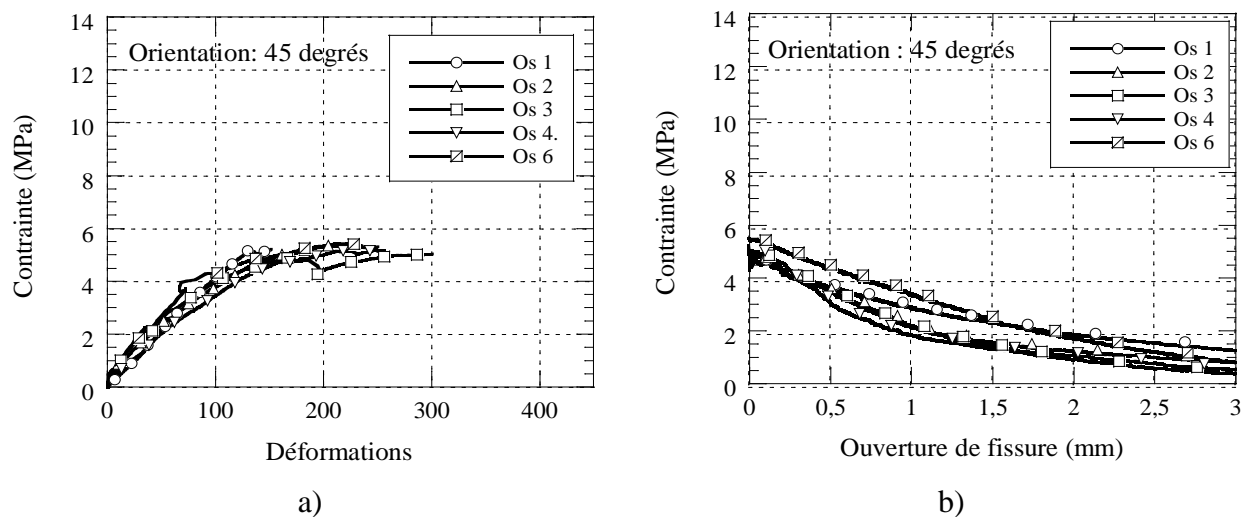 14
12
10
8
6
4
2
0
Contrainte (MPa)
Orientation: 45 degrés
Os 1
Os 2
Os 3
Os 4.
Os 6
0 100 200 300 400
Déformations
a)
14
12
10
8
6
4
2
0
Contrainte (MPa)
Orientation : 45 degrés
Os 1
Os 2
Os 3
Os 4
Os 6
0 0,5 1 1,5 2 2,5 3
Ouverture de fissure (mm)
b)